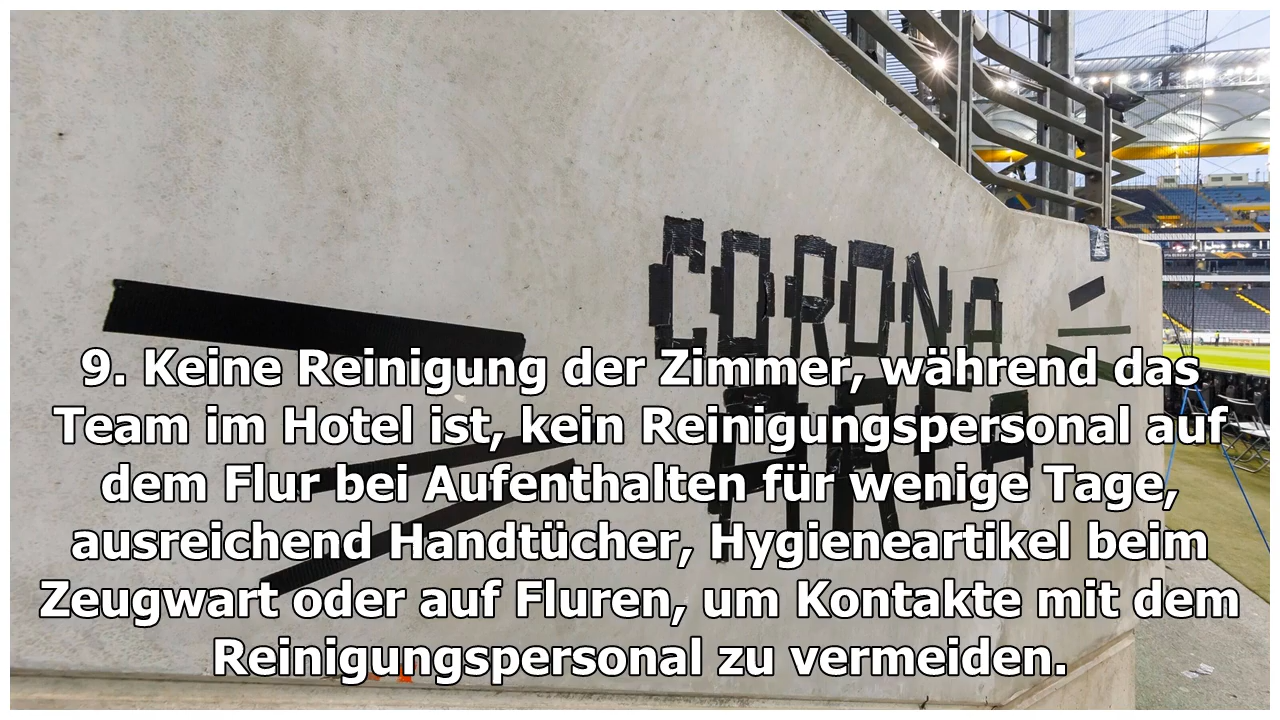 CORONA
AREA
9. Keine Reinigung der Zimmer, während das
Team im Hotel ist, kein Reinigungspersonal auf
dem Flur bei Aufenthalten für wenige Tage,
ausreichend Handtücher, Hygieneartikel beim
Zeugwart oder auf Fluren, um Kontakte mit dem
Reinigungspersonal zu vermeiden.